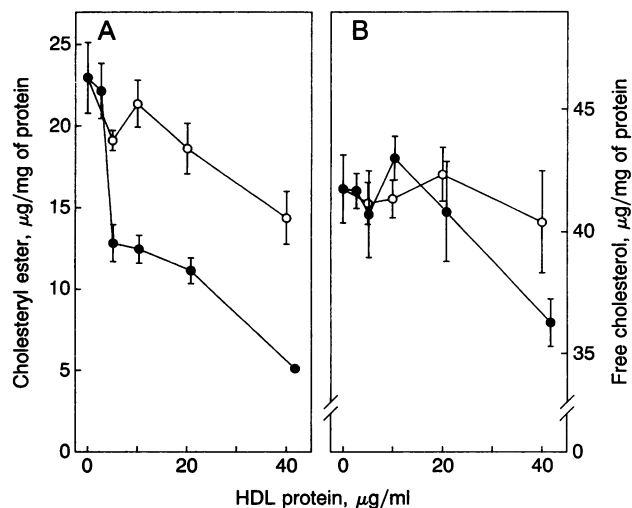 A
B
Cholesteryl ester, μg/mg of protein
25
20
15
10
5
0
0 20 40
0 20 40
45
40
35
0
Free cholesterol, μg/mg of protein
HDL protein, μg/ml